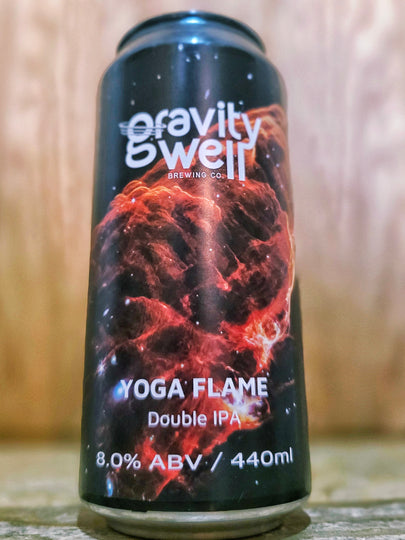 gravity
well
BREWING CO.
YOGA FLAME
Double IPA
8.0% ABV / 440ml